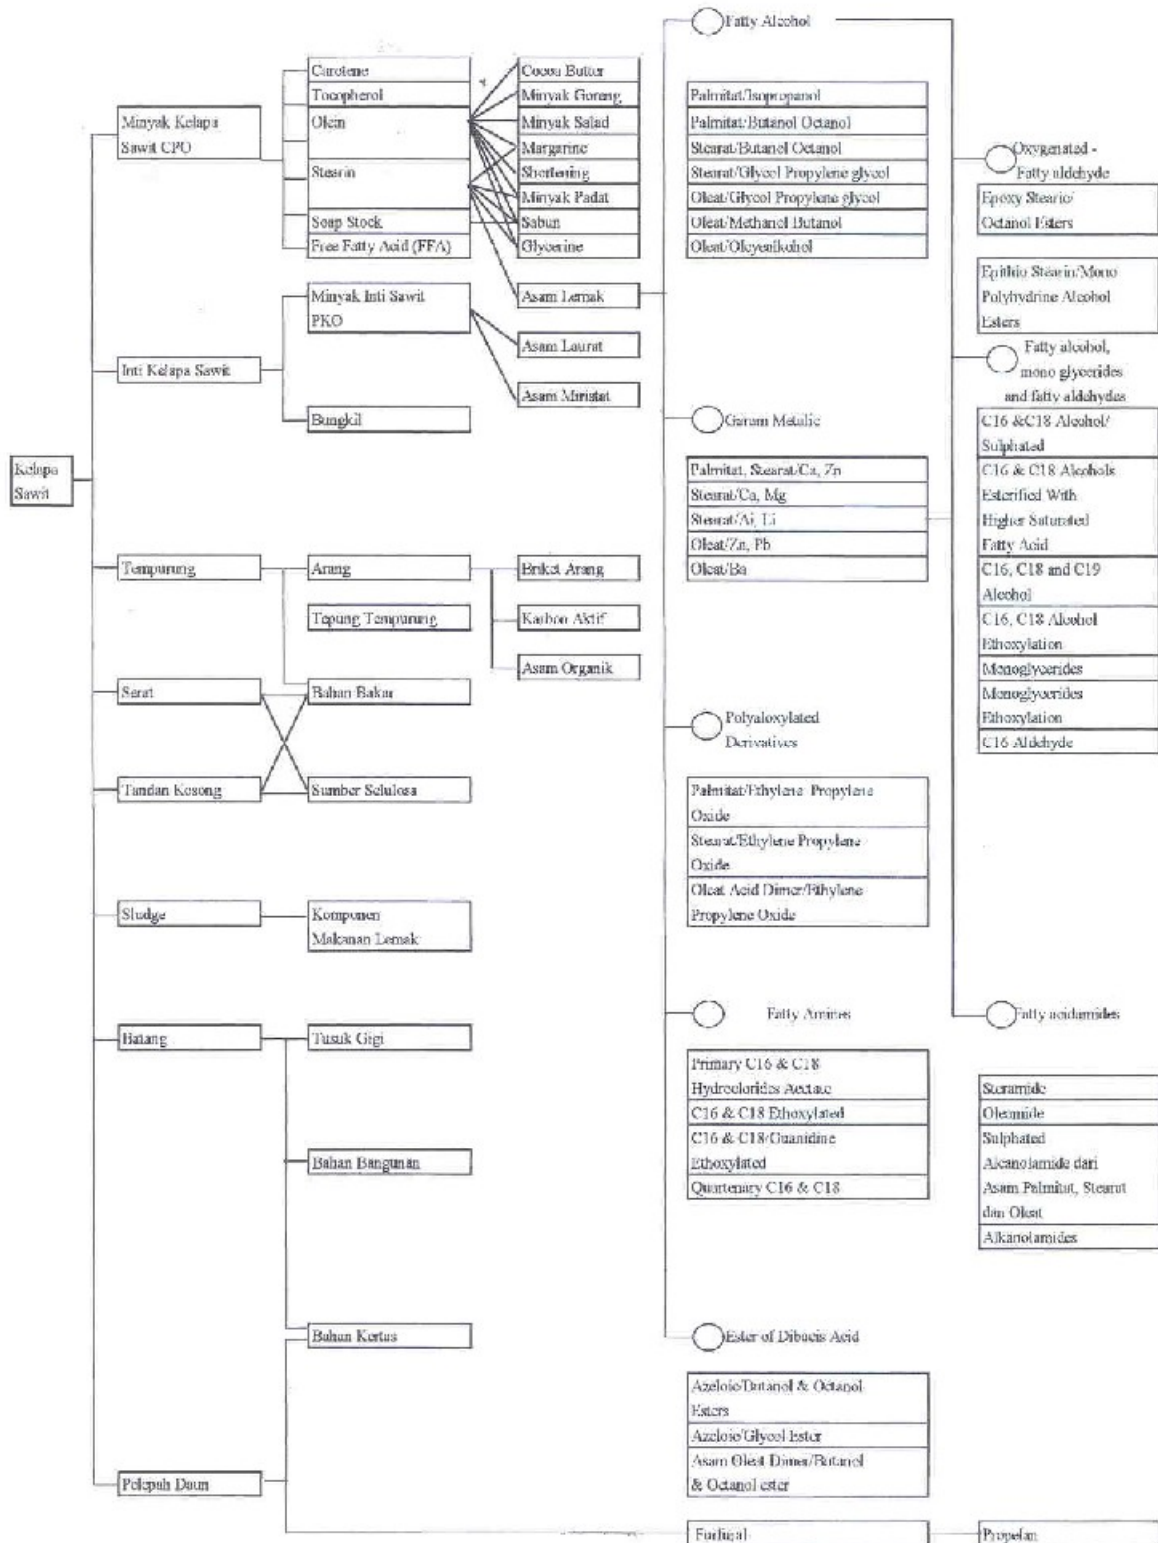 Kelapa
Sawit
Minyak Kelapa
Sawit CPO
Inti Kelapa Sawit
Tempurung
Serat
Tandan Kosong
Sludge
Batang
Pelepah Daun
Carotene
Tocopherol
Olein
Stearin
Soap Stock
Free Fatty Acid (FFA)
Minyak Inti Sawit
PKO
Bungkil
Arang
Tepung Tempurung
Bahan Bakar
Sumber Selulosa
Komponen
Makanan Lemak
Tusuk Gigi
Bahan Bangunan
Bahan Kertas
Cocoa Butter
Minyak Goreng
Minyak Salad
Margarine
Shortening
Minyak Padat
Sabun
Glycerine
Asam Lemak
Asam Laurat
Asam Miristat
Briket Arang
Karbon Aktif
Asam Organik
Fatty Alcohol
Palmitat/Isopropanol
Palmitat/Butanol Octanol
Stearat/Butanol Octanol
Stearat/Glycol Propylene glycol
Oleat/Glycol Propylene glycol
Oleat/Methanol Butanol
Oleat/Oleyealkohol
Garam Metalic
Palmitat, Stearat/Ca, Zn
Stearat/Ca, Mg
Stearat/Ai, Li
Oleat/Zn, Pb
Oleat/Ba
Polyaloxylated
Derivatives
Palmitat/Ethylene Propylene
Oxide
Stearat/Ethylene Propylene
Oxide
Oleat Acid Dimer/Ethylene
Propylene Oxide
Fatty Amines
Primary C16 & C18
Hydroclorides Acetate
C16 & C18 Ethoxylated
C16 & C18/Guanidine
Ethoxylated
Quartenary C16 & C18
Ester of Dibacis Acid
Azeloic/Butanol & Octanol
Esters
Azeloic/Glycol Ester
Asam Oleat Dimer/Butanol
& Octanol ester
Furfural
Oxygenated -
Fatty aldehyde
Epoxy Stearic/
Octanol Esters
Epithio Stearin/Mono
Polyhydrine Alcohol
Esters
Fatty alcohol,
mono glycerides
and fatty aldehydes
C16 &C18 Alcohol/
Sulphated
C16 & C18 Alcohols
Esterified With
Higher Saturated
Fatty Acid
C16, C18 and C19
Alcohol
C16, C18 Alcohol
Ethoxylation
Monoglycerides
Monoglycerides
Ethoxylation
C16 Aldehyde
Fatty acidamides
Steramide
Oleamide
Sulphated
Alcanolamide dari
Asam Palmitat, Stearat
dan Oleat
Alkanolamides
Propelan